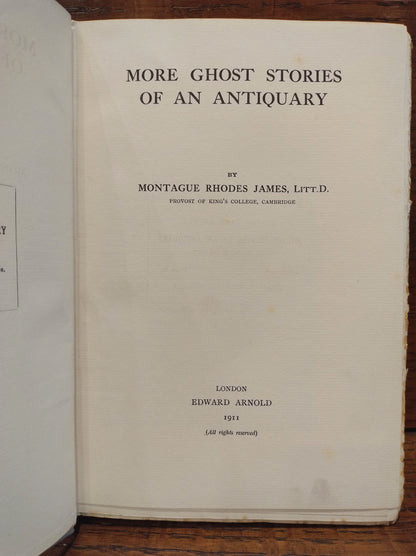 MORE GHOST STORIES
OF AN ANTIQUARY
BY
MONTAGUE RHODES JAMES, LITT.D.
PROVOST OF KING'S COLLEGE, CAMBRIDGE
LONDON
EDWARD ARNOLD
1911
(All rights reserved)